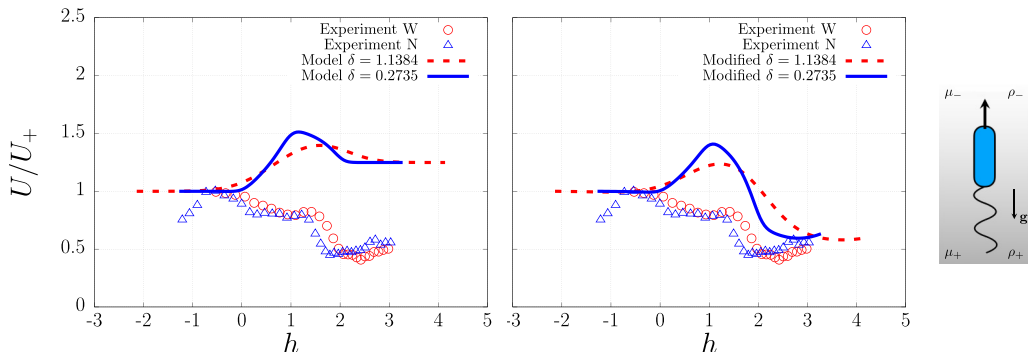 2.5
2
1.5
1
0.5
0
U/U₊
-3 -2 -1 0 1 2 3 4 5
h
Experiment W
Experiment N
Model δ = 1.1384
Model δ = 0.2735
-3 -2 -1 0 1 2 3 4 5
h
Experiment W
Experiment N
Modified δ = 1.1384
Modified δ = 0.2735
μ₋ ρ₋
g
μ₊ ρ₊